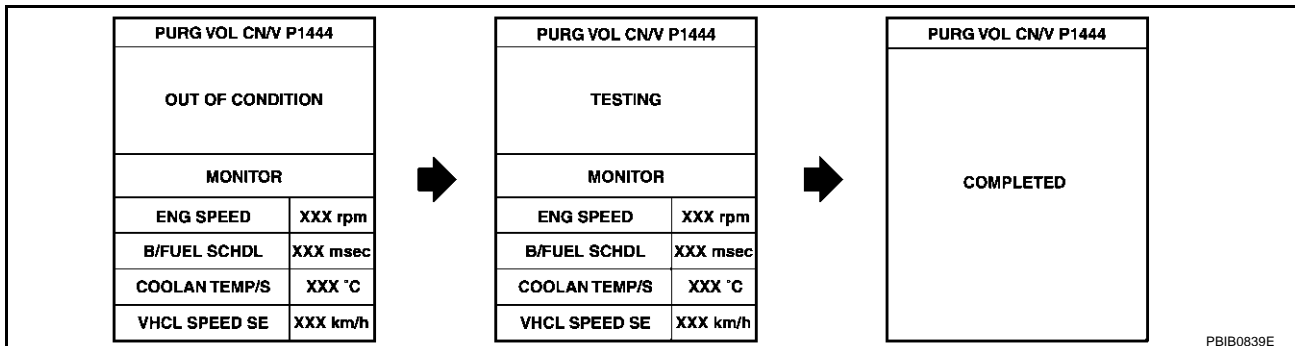 PURG VOL CN/V P1444
OUT OF CONDITION
MONITOR
ENG SPEED XXX rpm
B/FUEL SCHDL XXX msec
COOLAN TEMP/S XXX °C
VHCL SPEED SE XXX km/h
PURG VOL CN/V P1444
TESTING
MONITOR
ENG SPEED XXX rpm
B/FUEL SCHDL XXX msec
COOLAN TEMP/S XXX °C
VHCL SPEED SE XXX km/h
PURG VOL CN/V P1444
COMPLETED
PBIB0839E